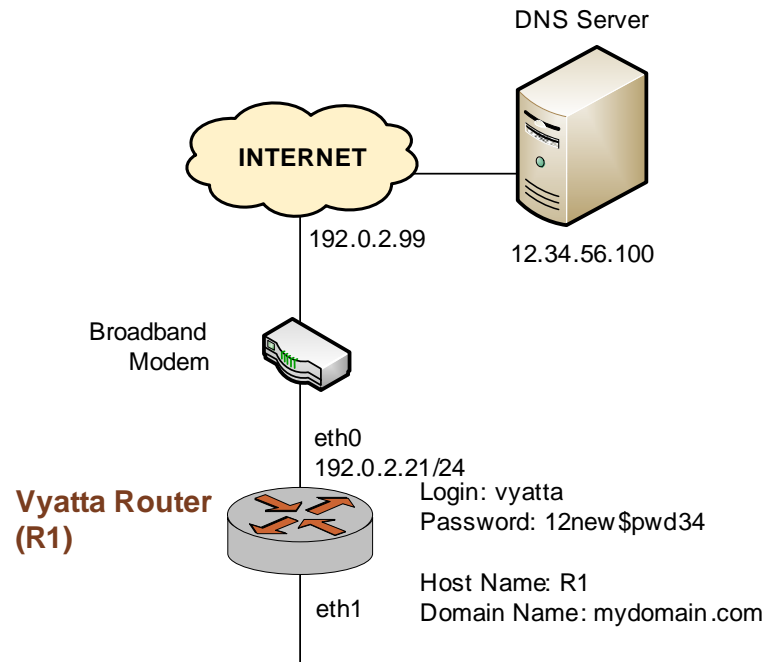 DNS Server
INTERNET
192.0.2.99
12.34.56.100
Broadband
Modem
eth0
192.0.2.21/24
Vyatta Router
(R1)
Login: vyatta
Password: 12new$pwd34
Host Name: R1
Domain Name: mydomain.com
eth1